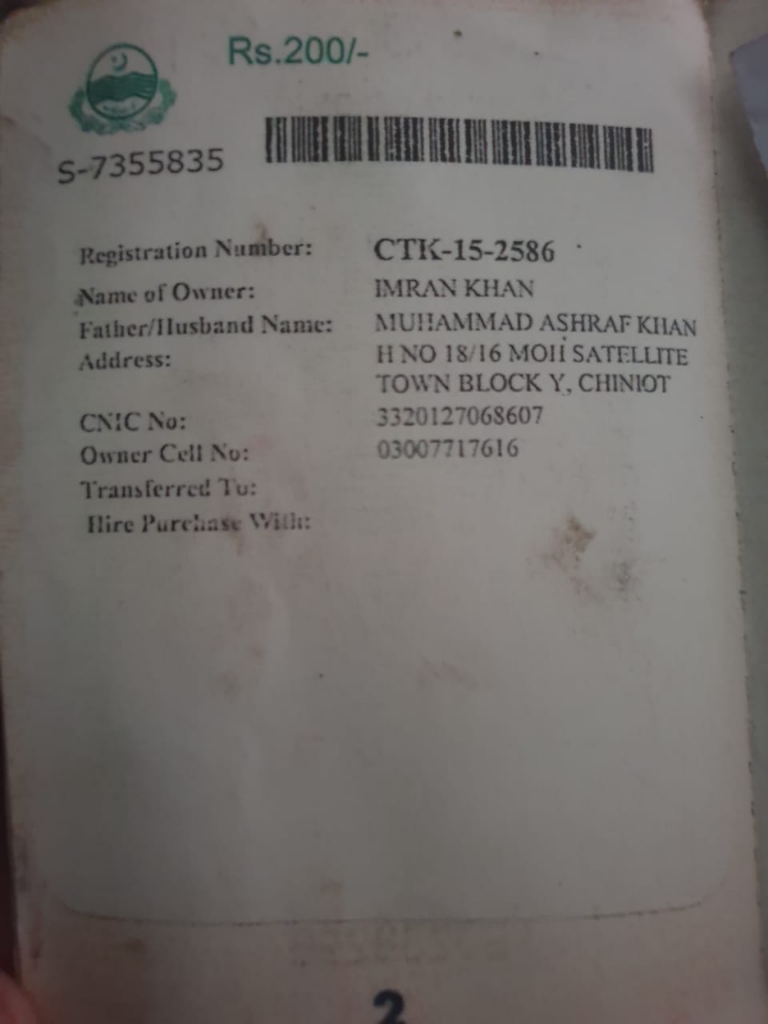 Rs.200/-
S-7355835
Registration Number: CTK-15-2586
Name of Owner: IMRAN KHAN
Father/Husband Name: MUHAMMAD ASHRAF KHAN
Address: H NO 18/16 MOH SATELLITE
TOWN BLOCK Y, CHINIOT
CNIC No: 3320127068607
Owner Cell No: 03007717616
Transferred To:
Hire Purchase With:
2